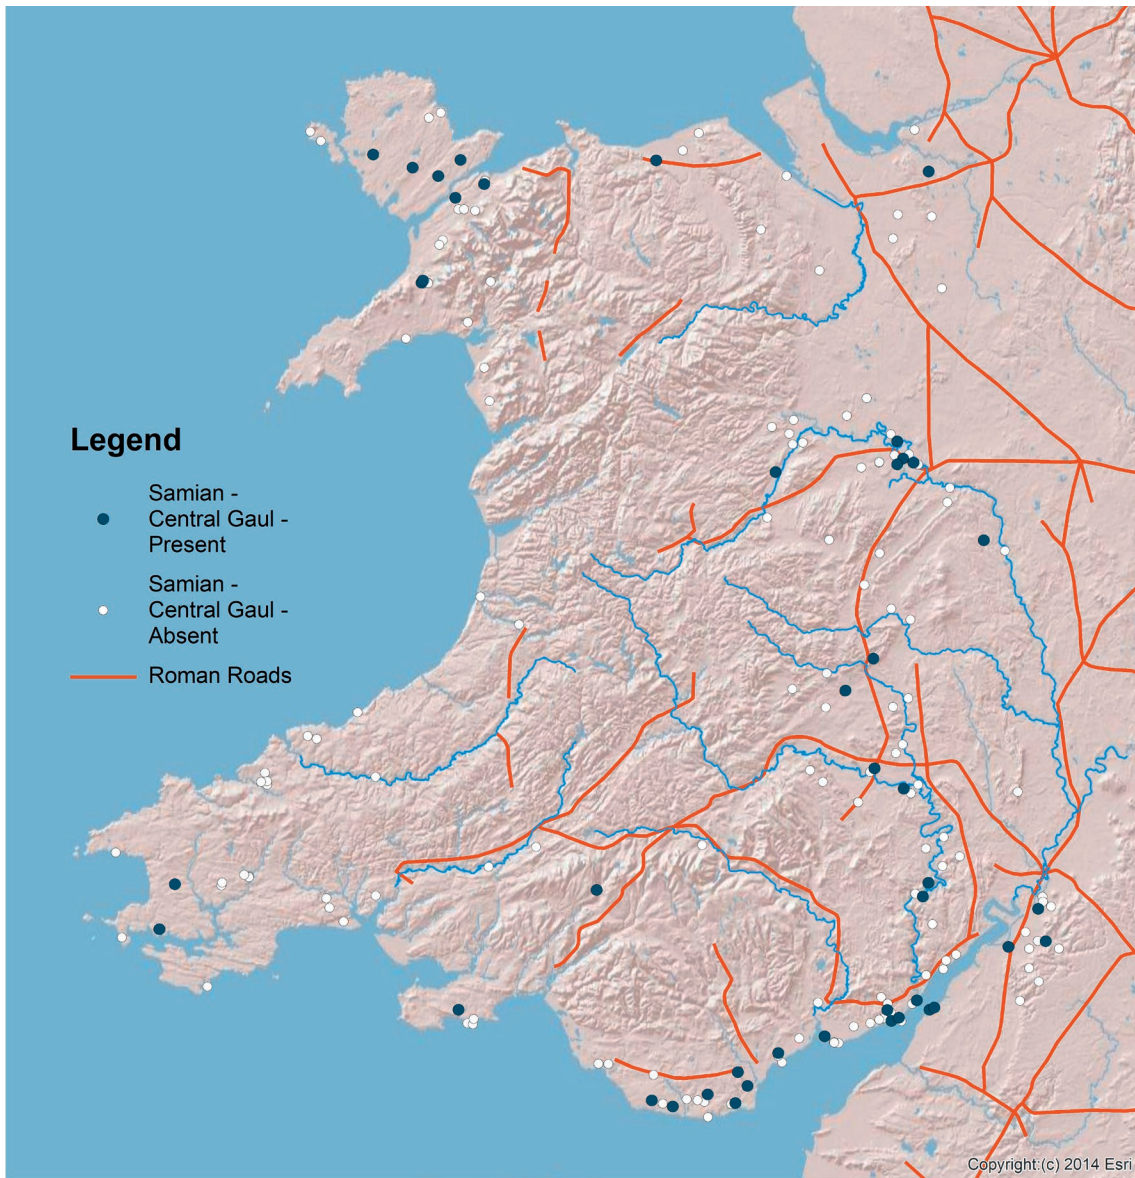 Legend
Samian -
Central Gaul -
Present
Samian -
Central Gaul -
Absent
Roman Roads
Copyright:(c) 2014 Esri